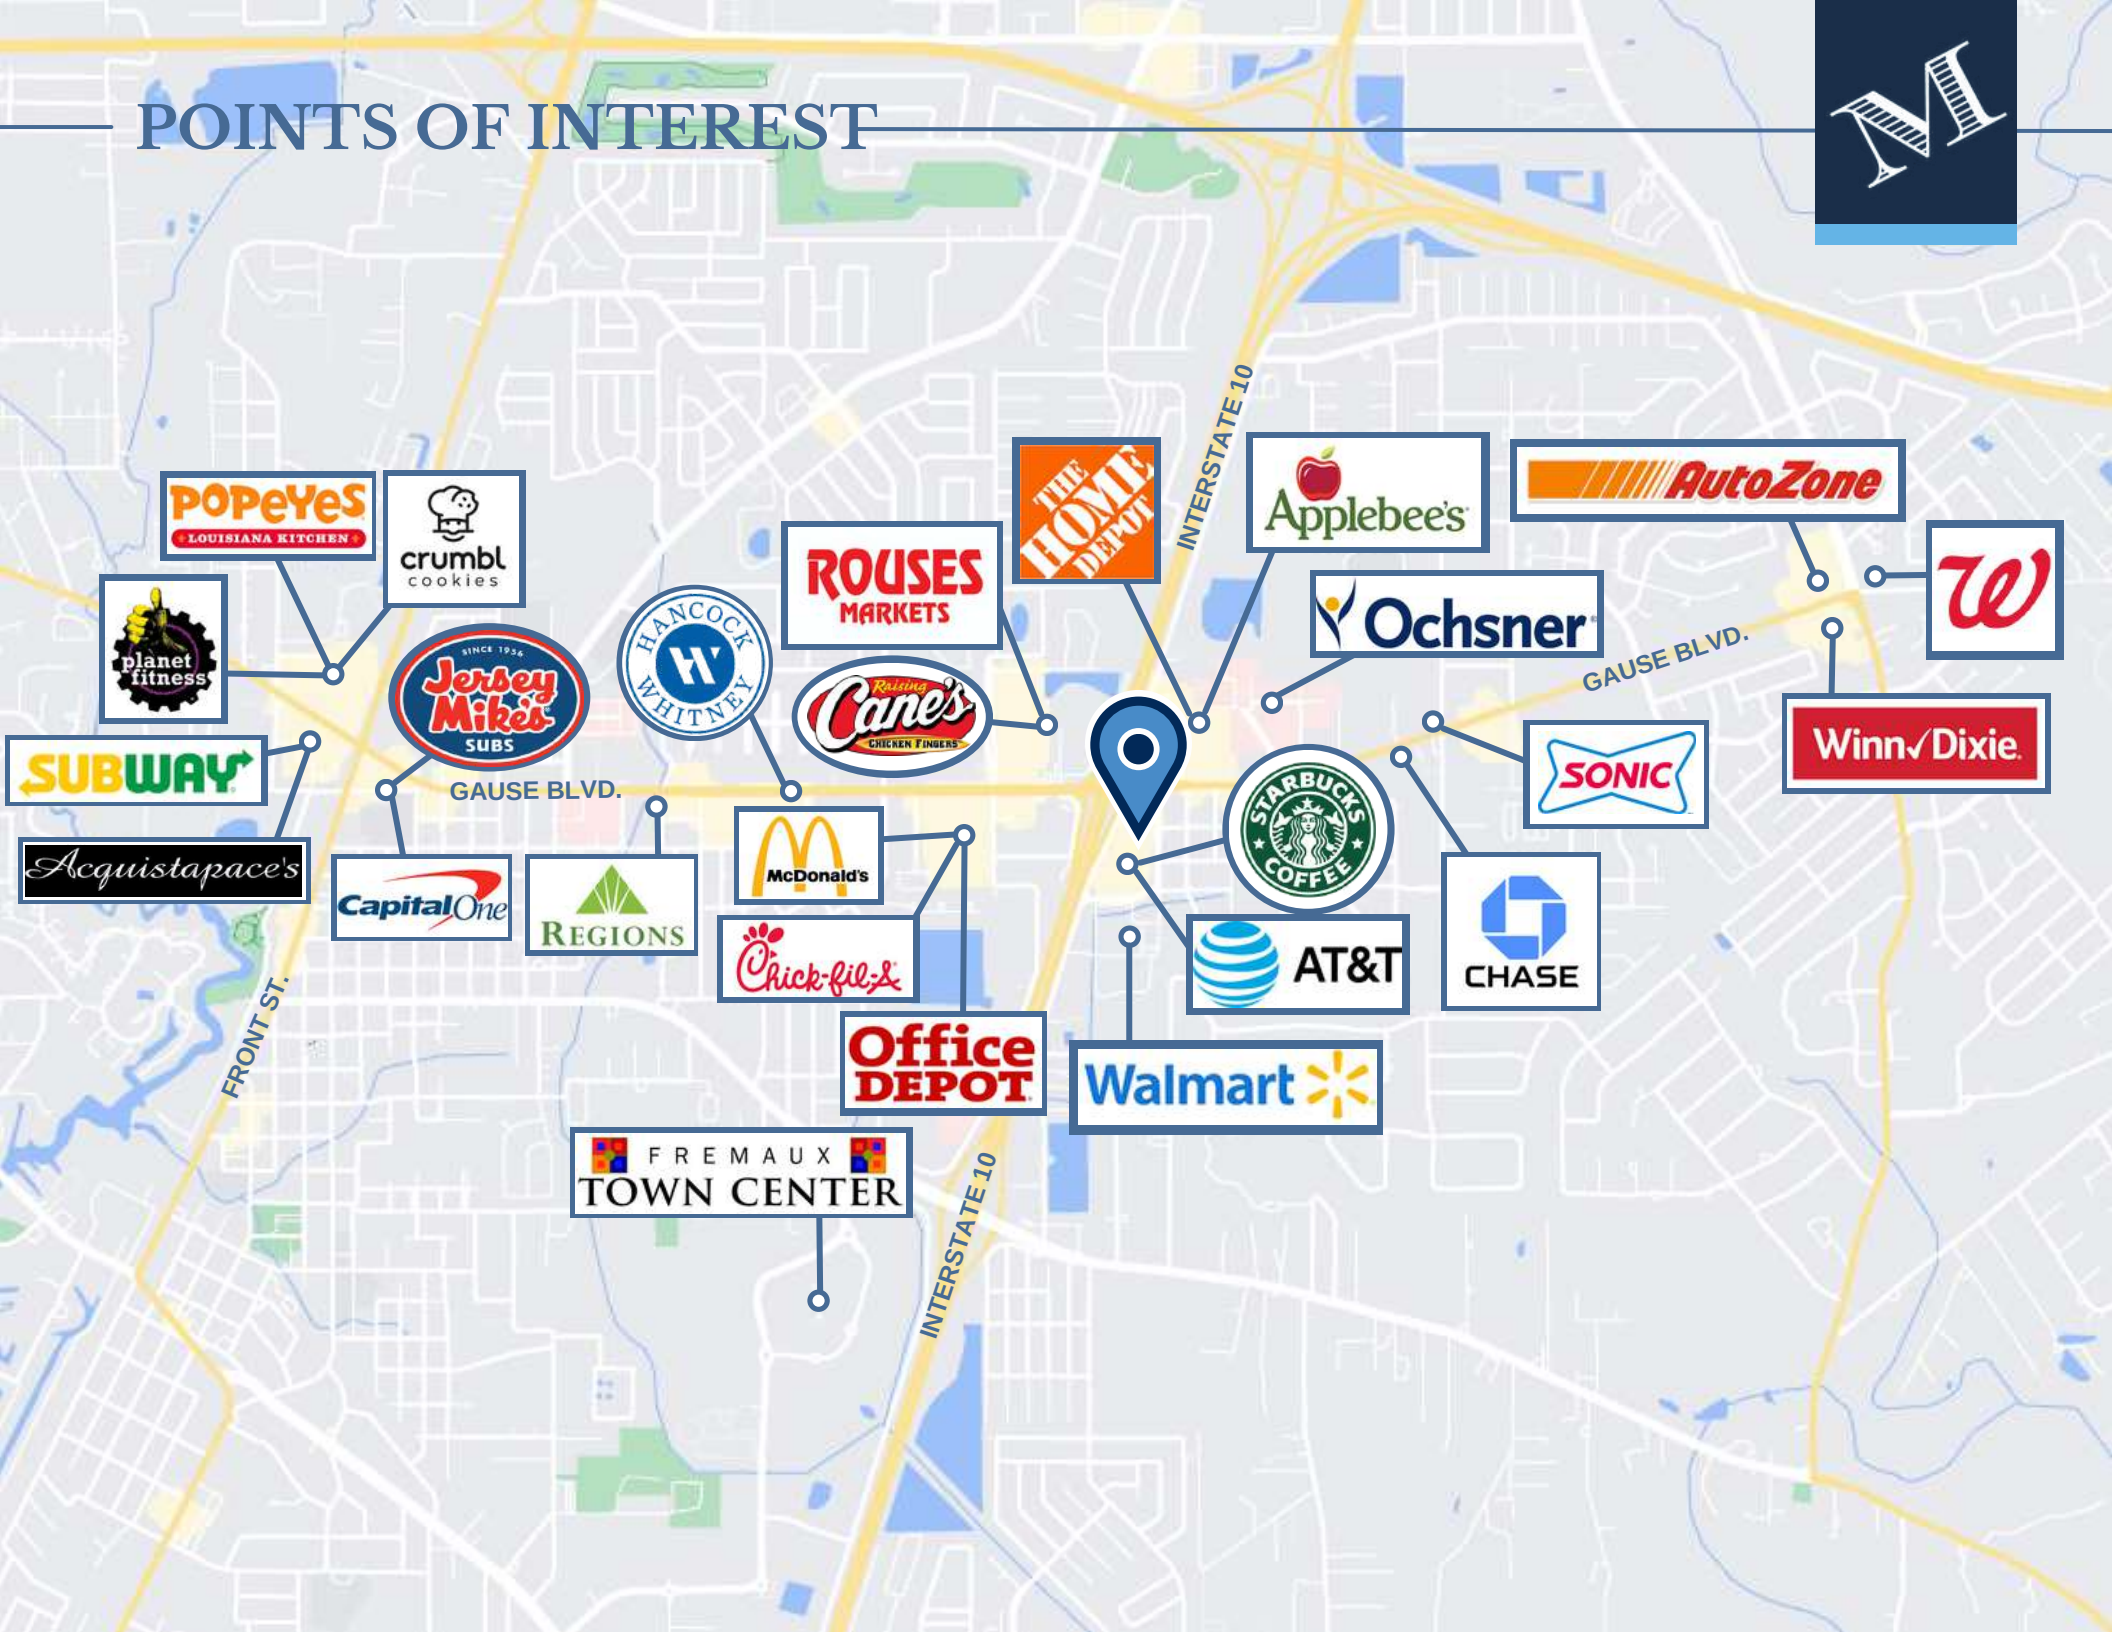 POINTS OF INTEREST
M
INTERSTATE 10
THE
HOME
DEPOT
Applebee's
AutoZone
POPEYES
LOUISIANA KITCHEN
crumbl
cookies
ROUSES
MARKETS
W
Ochsner
planet
fitness
HANCOCK
WHITNEY
SINCE 1956
Jersey
Mike's
SUBS
Raising
Cane's
CHICKEN FINGERS
GAUSE BLVD.
SUBWAY
GAUSE BLVD.
Winn✓Dixie
SONIC
STARBUCKS
COFFEE
Acquistapace's
Capital One
REGIONS
McDonald's
Chick-fil-A
AT&T
CHASE
FRONT ST.
Office
DEPOT
Walmart
FREMAUX
TOWN CENTER
INTERSTATE 10